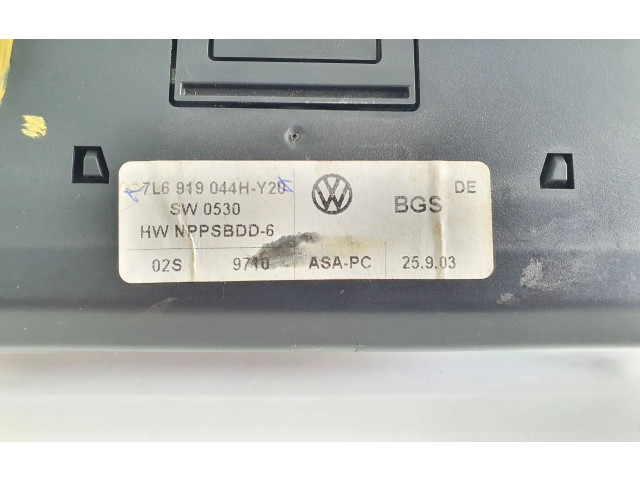 7L6 919 044H-Y20
SW 0530
HW NPPSBDD-6
BGS
DE
02S 9710 ASA-PC 25.9.03